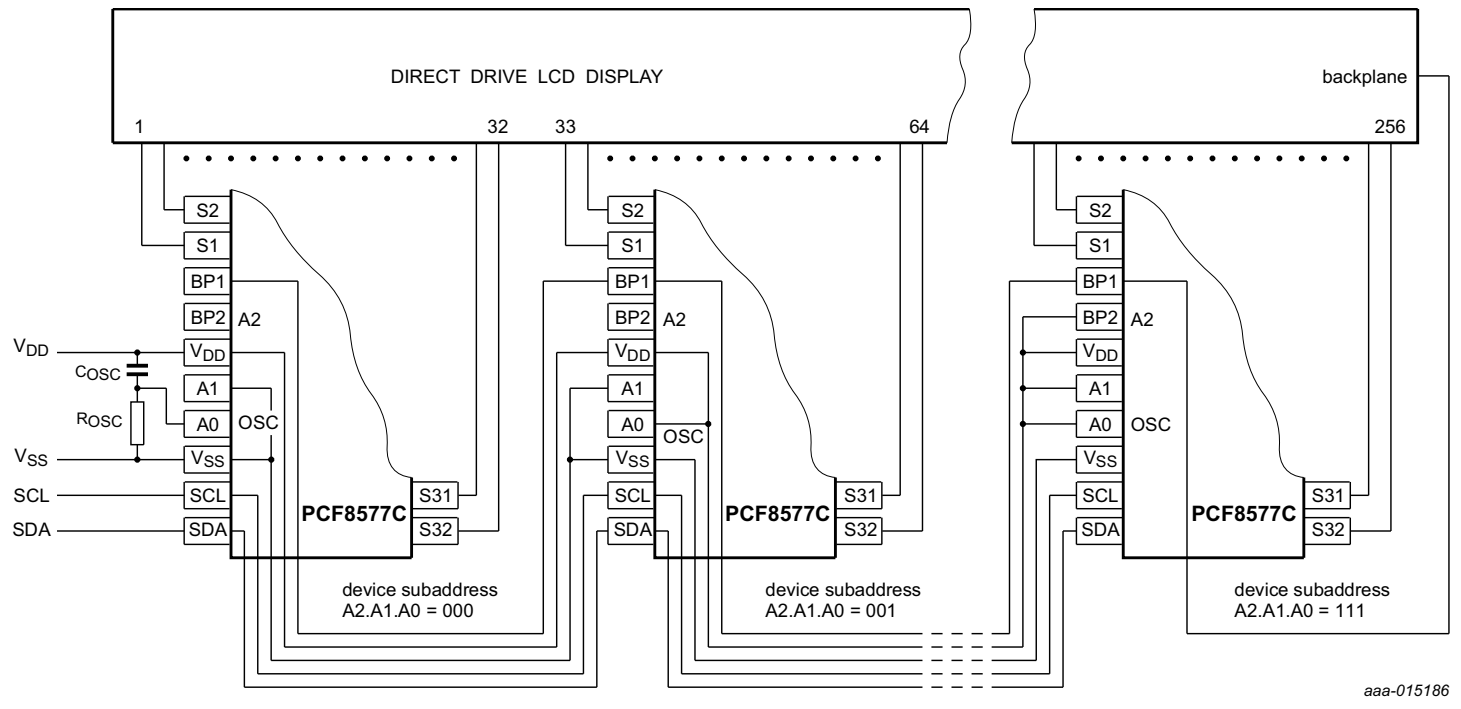 DIRECT DRIVE LCD DISPLAY
backplane
1
32
33
64
256
S2
S1
BP1
BP2
A2
VDD
A1
A0
OSC
VSS
SCL
SDA
S31
S32
PCF8577C
VDD
COSC
ROSC
VSS
SCL
SDA
device subaddress
A2.A1.A0 = 000
S2
S1
BP1
BP2
A2
VDD
A1
A0
OSC
VSS
SCL
SDA
S31
S32
PCF8577C
device subaddress
A2.A1.A0 = 001
S2
S1
BP1
BP2
A2
VDD
A1
A0
OSC
VSS
SCL
SDA
S31
S32
PCF8577C
device subaddress
A2.A1.A0 = 111
aaa-015186